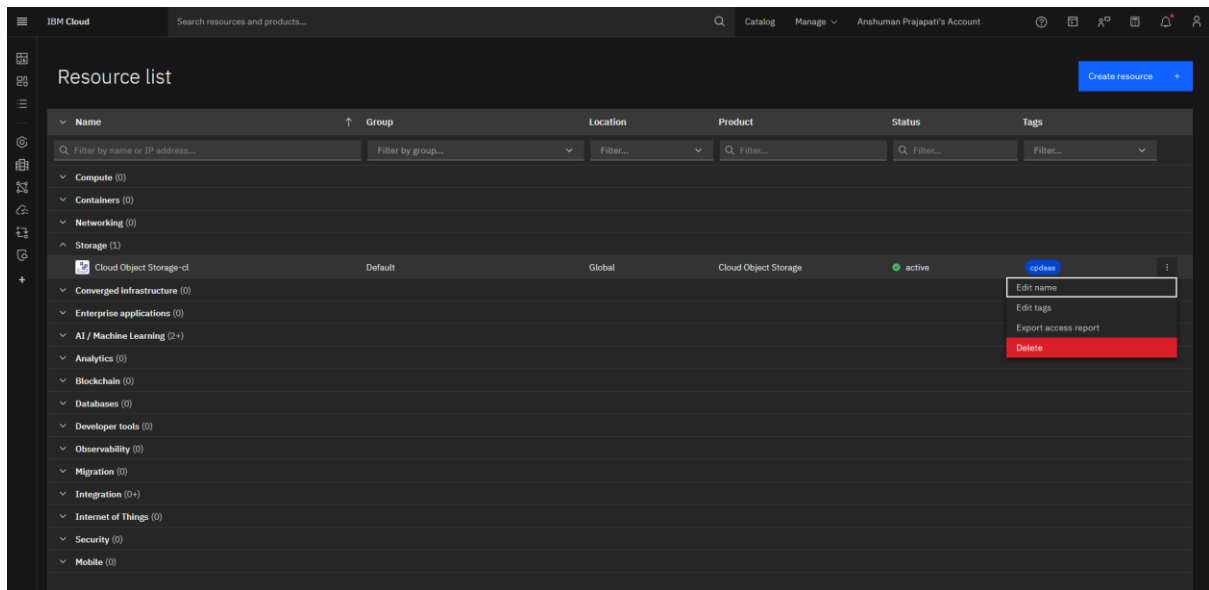 IBM Cloud Search resources and products... Catalog Manage Anshuman Prajapati's Account
Resource list
Create resource +
Name Group Location Product Status Tags
Filter by name or IP address... Filter by group... Filter... Filter... Filter... Filter...
Compute (0)
Containers (0)
Networking (0)
Storage (1)
Cloud Object Storage-cl Default Global Cloud Object Storage active cpdaas
Converged infrastructure (0)
Edit name
Enterprise applications (0)
Edit tags
AI / Machine Learning (2+)
Export access report
Analytics (0)
Delete
Blockchain (0)
Databases (0)
Developer tools (0)
Observability (0)
Migration (0)
Integration (0+)
Internet of Things (0)
Security (0)
Mobile (0)